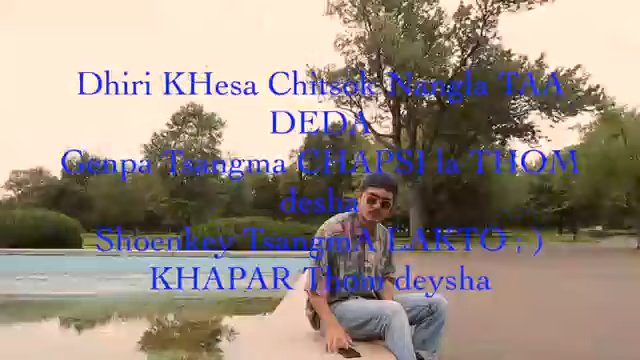 Dhiri KHesa Chitsok Nangla TAA
DEDA
Genpa Tsangma CHAPSI la THOM
desha
Shoenkey TsangmA LAKTO ; )
KHAPAR Thom deysha